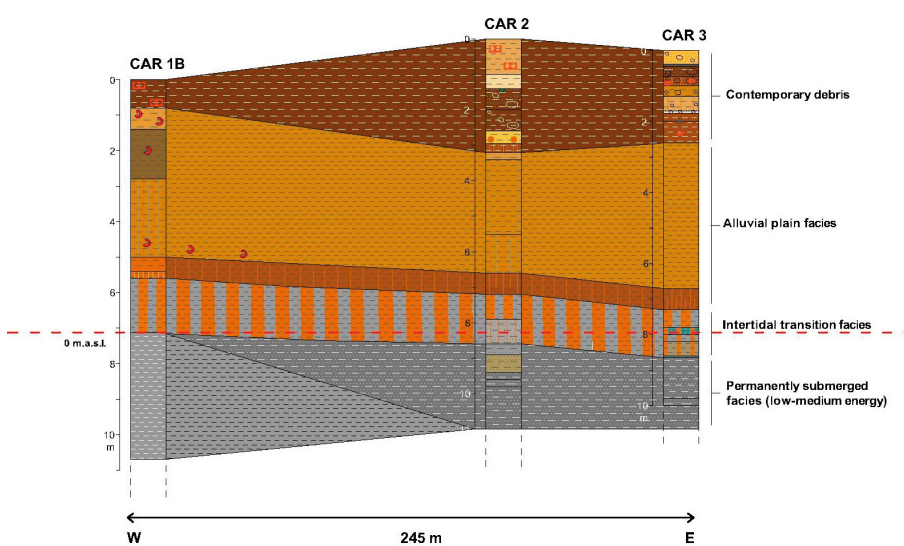 CAR 2
CAR 3
CAR 1B
0
2
4
6
8
10
m
0 m.a.s.l.
0
2
4
6
8
10
0
2
4
6
8
10
m
Contemporary debris
Alluvial plain facies
Intertidal transition facies
Permanently submerged
facies (low-medium energy)
W
245 m
E